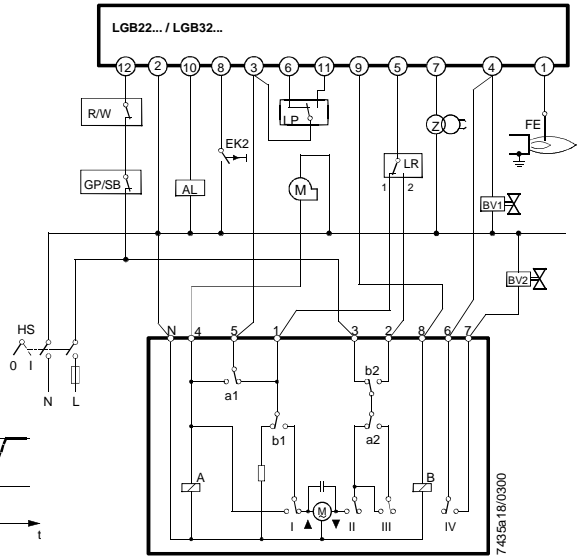 LGB22... / LGB32...
12 2 10 8 3 6 11 9 5 7 4 1
R/W
LP
EK2
Z
FE
GP/SB
AL
M
LR
1 2
BV1
BV2
HS
0 I
N L
N 4 5 1 3 2 8 6 7
a1
b2
b1
a2
A
B
I
M
II
III
IV
t
7435a18/0300